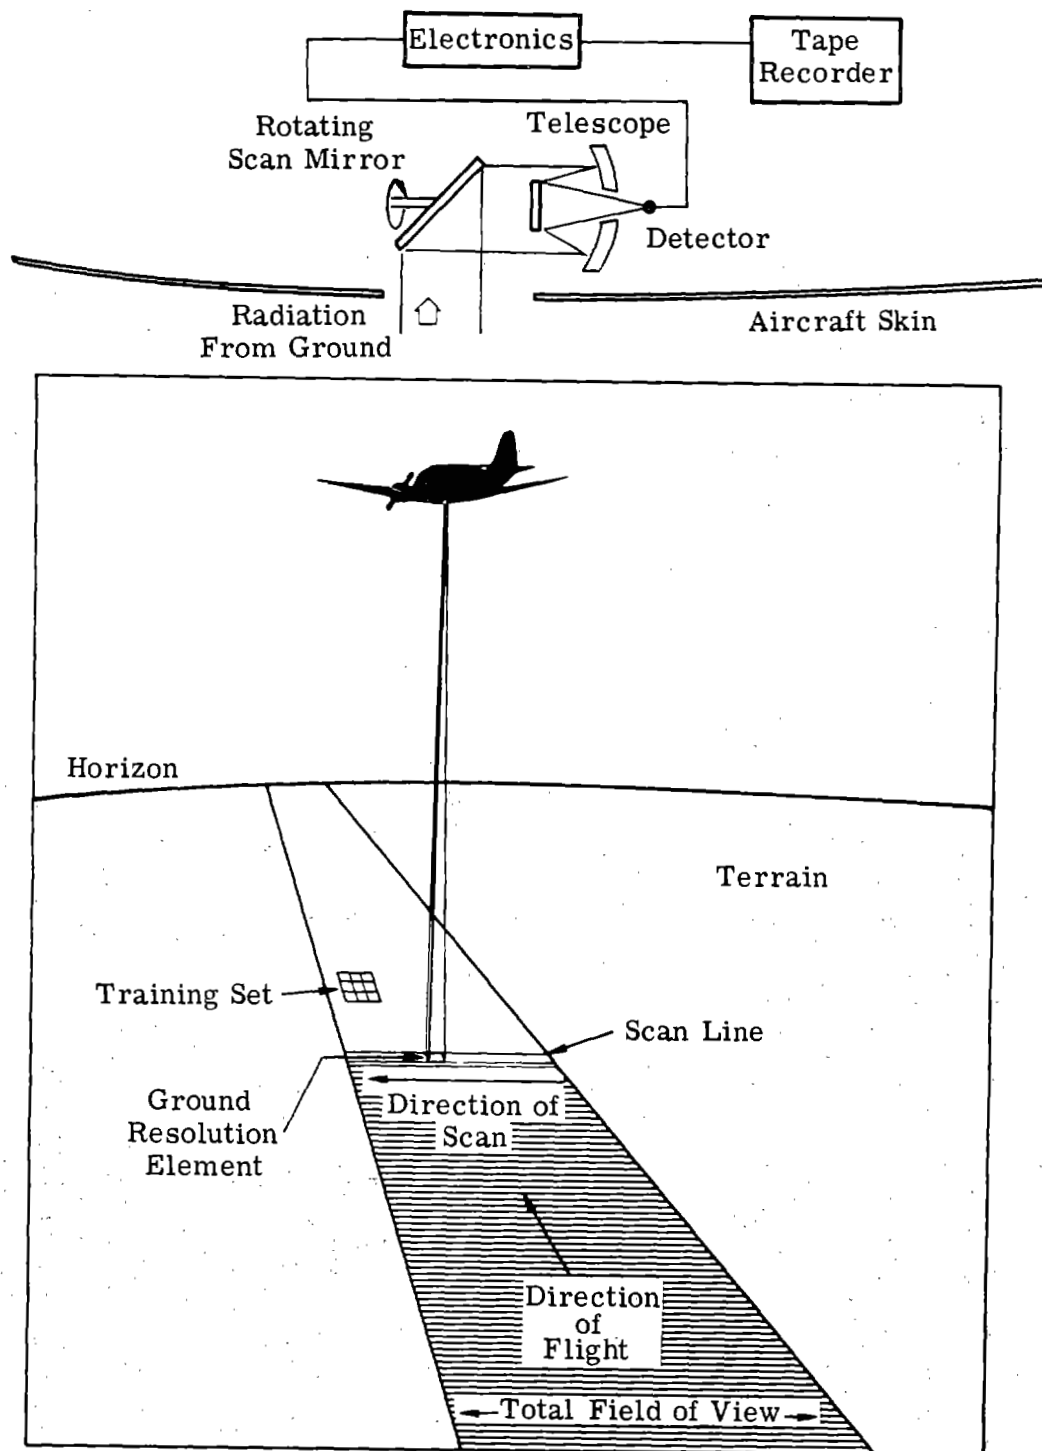 Electronics
Tape
Recorder
Rotating
Scan Mirror
Telescope
Detector
Radiation
From Ground
Aircraft Skin
Horizon
Terrain
Training Set
Scan Line
Ground
Resolution
Element
Direction of
Scan
Direction
of
Flight
Total Field of View